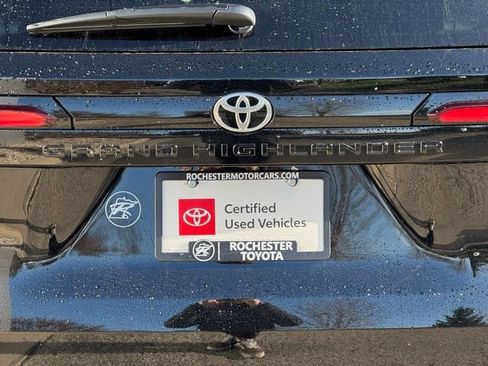 GRAND HIGHLANDER
ROCHESTERMOTORCARS.COM
Certified
Used Vehicles
ROCHESTER
TOYOTA